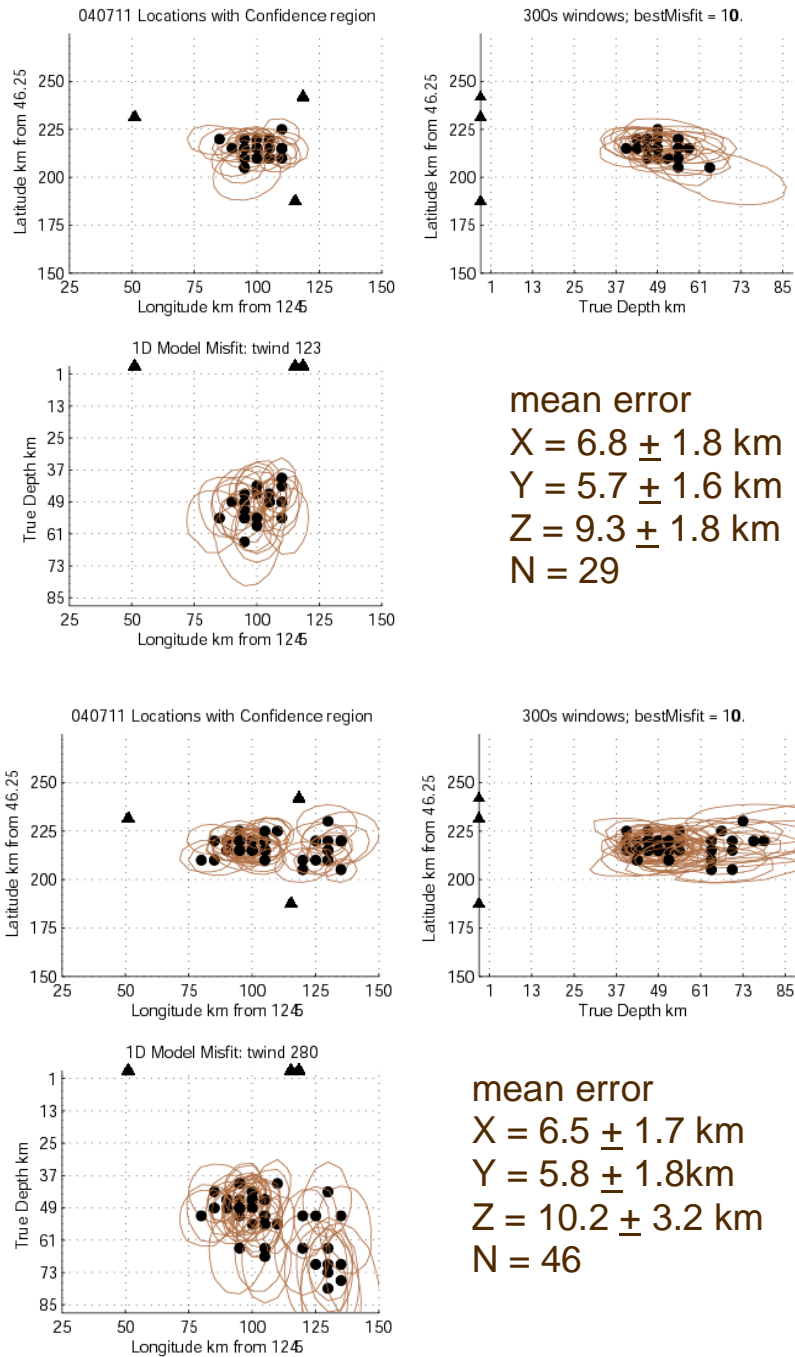 040711 Locations with Confidence region
Latitude km from 46.25
250
225
200
175
150
25 50 75 100 125 150
Longitude km from 124.5
300s windows; bestMisfit = 10.
Latitude km from 46.25
250
225
200
175
150
1 13 25 37 49 61 73 85
True Depth km
1D Model Misfit: twind 123
True Depth km
1
13
25
37
49
61
73
85
25 50 75 100 125 150
Longitude km from 124.5
mean error
X = 6.8 ± 1.8 km
Y = 5.7 ± 1.6 km
Z = 9.3 ± 1.8 km
N = 29
040711 Locations with Confidence region
Latitude km from 46.25
250
225
200
175
150
25 50 75 100 125 150
Longitude km from 124.5
300s windows; bestMisfit = 10.
Latitude km from 46.25
250
225
200
175
150
1 13 25 37 49 61 73 85
True Depth km
1D Model Misfit: twind 280
True Depth km
1
13
25
37
49
61
73
85
25 50 75 100 125 150
Longitude km from 124.5
mean error
X = 6.5 ± 1.7 km
Y = 5.8 ± 1.8km
Z = 10.2 ± 3.2 km
N = 46